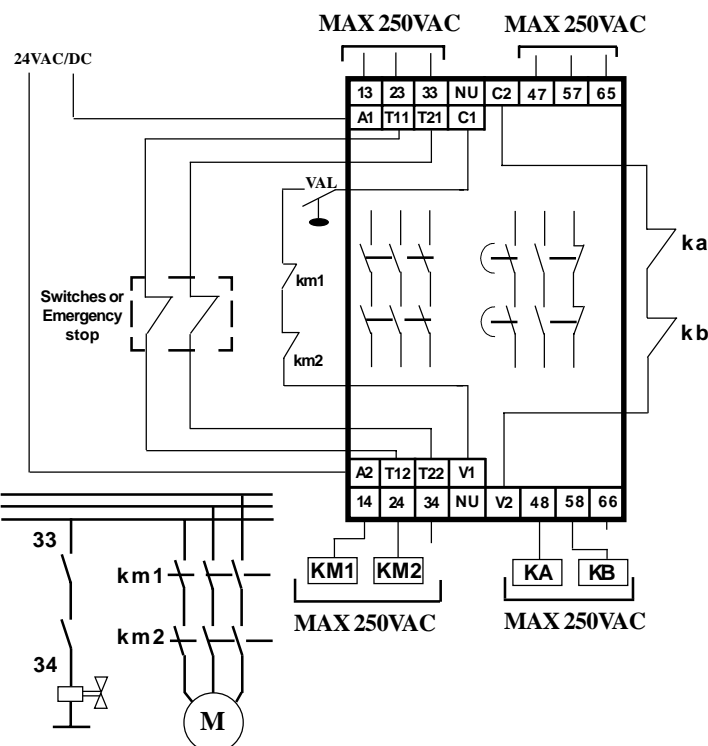 MAX 250VAC MAX 250VAC
24VAC/DC
13 23 33 NU C2 47 57 65
A1 T11 T21 C1
VAL
ka
km1
Switches or
Emergency
stop
kb
km2
A2 T12 T22 V1
14 24 34 NU V2 48 58 66
33
KM1 KM2 KA KB
km1
MAX 250VAC MAX 250VAC
km2
34
M